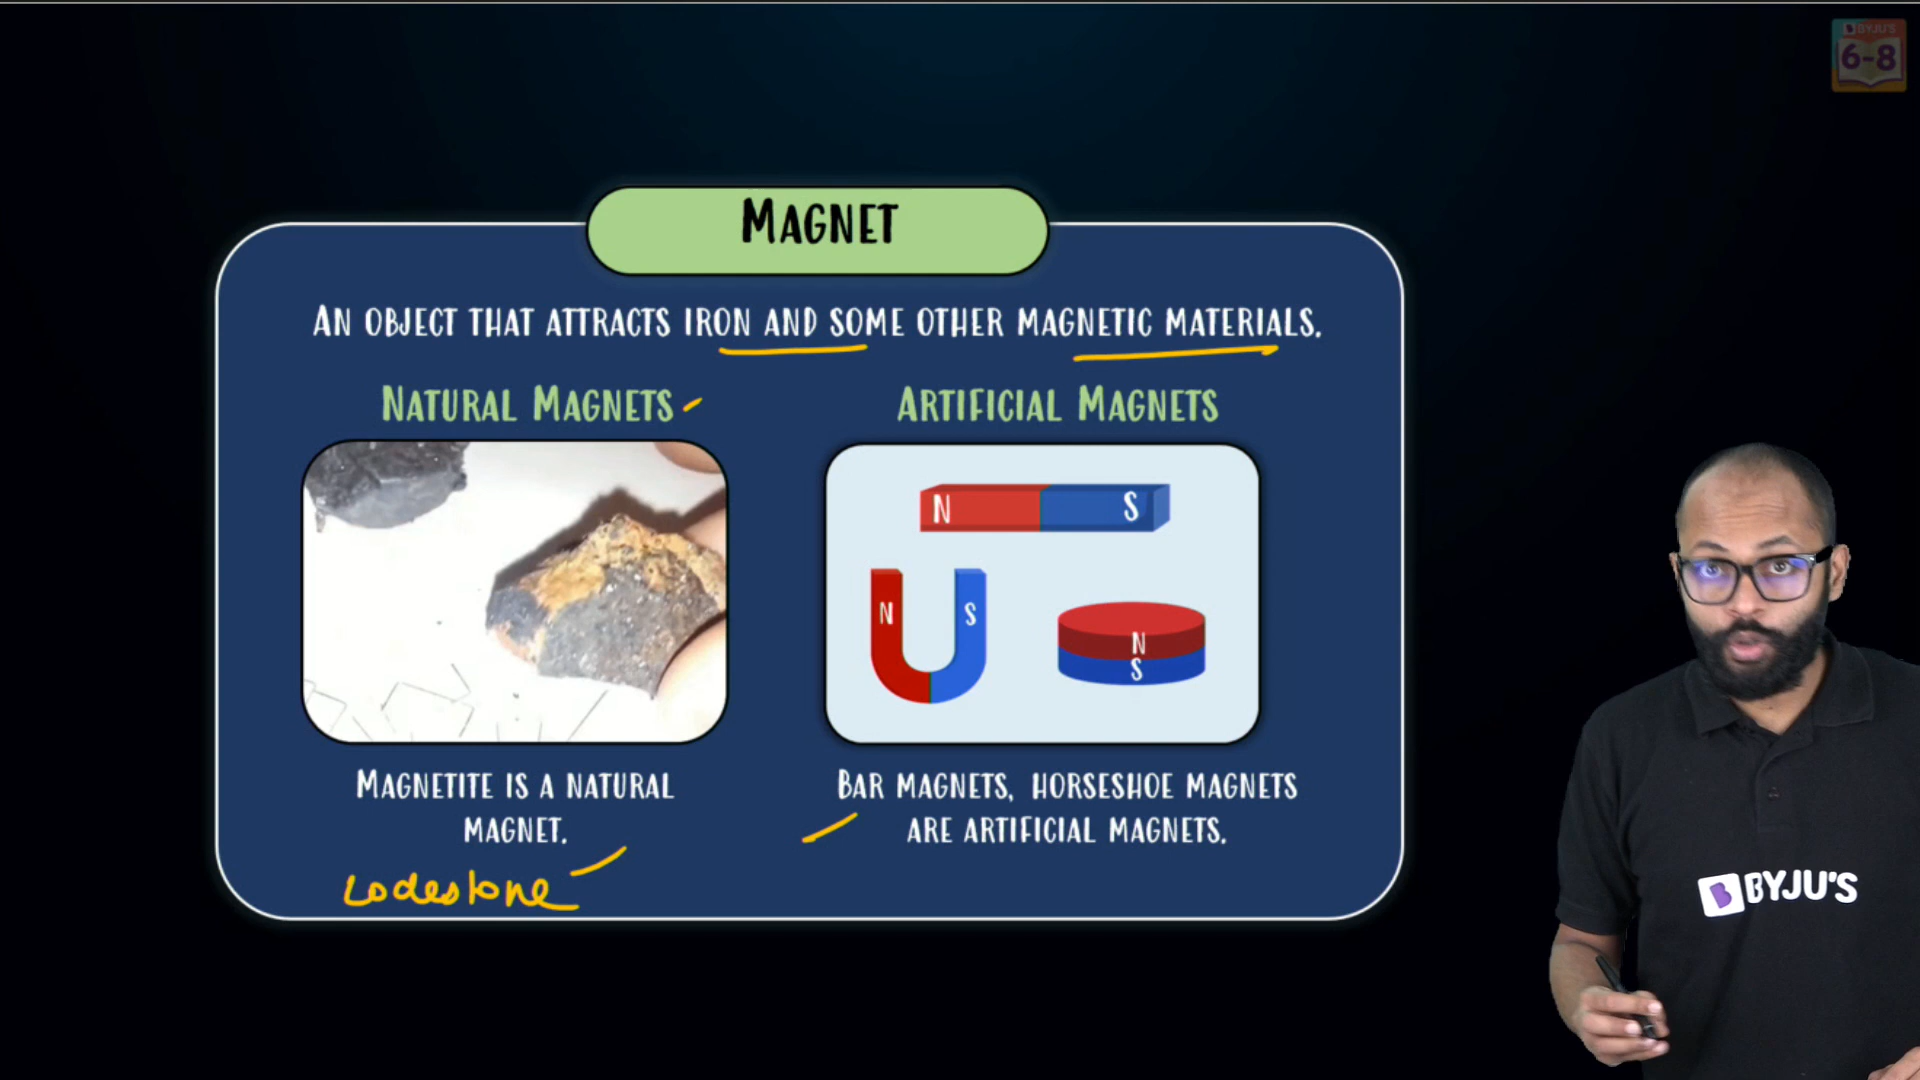 BYJU'S
6-8
MAGNET
AN OBJECT THAT ATTRACTS IRON AND SOME OTHER MAGNETIC MATERIALS.
NATURAL MAGNETS
ARTIFICIAL MAGNETS
N S
N S
N
S
MAGNETITE IS A NATURAL
MAGNET.
Lodestone
BAR MAGNETS, HORSESHOE MAGNETS
ARE ARTIFICIAL MAGNETS.
B BYJU'S